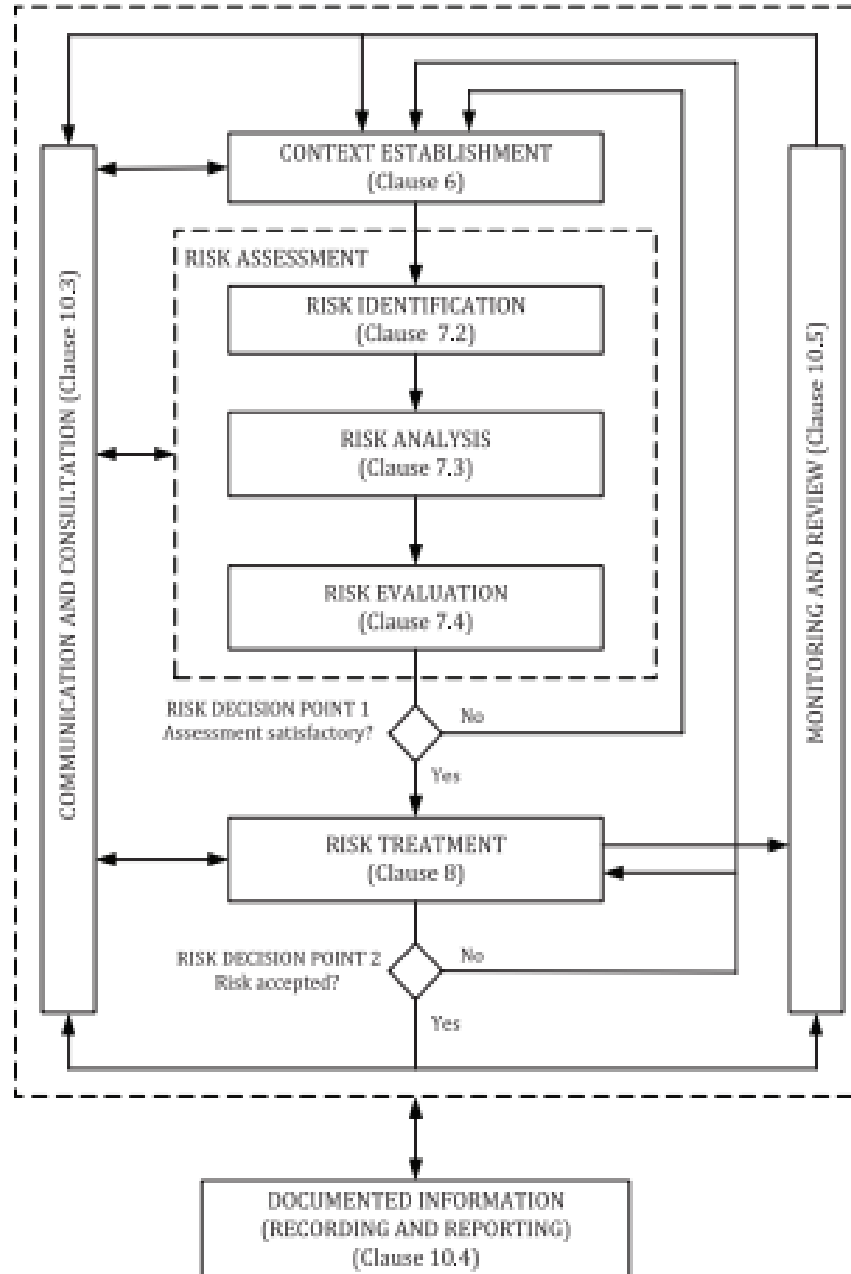 CONTEXT ESTABLISHMENT
(Clause 6)
RISK ASSESSMENT
RISK IDENTIFICATION
(Clause 7.2)
COMMUNICATION AND CONSULTATION (Clause 10.3)
RISK ANALYSIS
(Clause 7.3)
MONITORING AND REVIEW (Clause 10.5)
RISK EVALUATION
(Clause 7.4)
RISK DECISION POINT 1
Assessment satisfactory?
No
Yes
RISK TREATMENT
(Clause 8)
RISK DECISION POINT 2
Risk accepted?
No
Yes
DOCUMENTED INFORMATION
(RECORDING AND REPORTING)
(Clause 10.4)